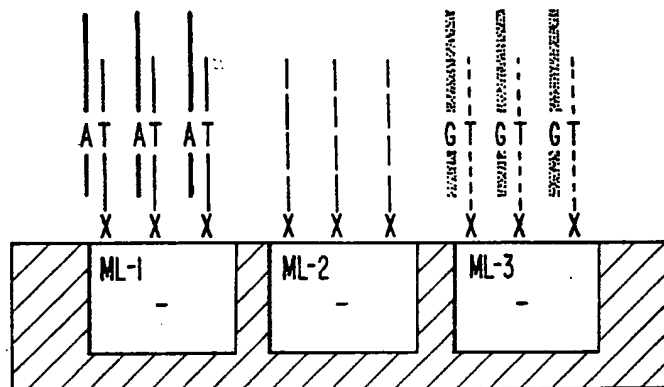 AT AT AT GT GT GT
X X X X X X X X X
ML-1 ML-2 ML-3
- - -